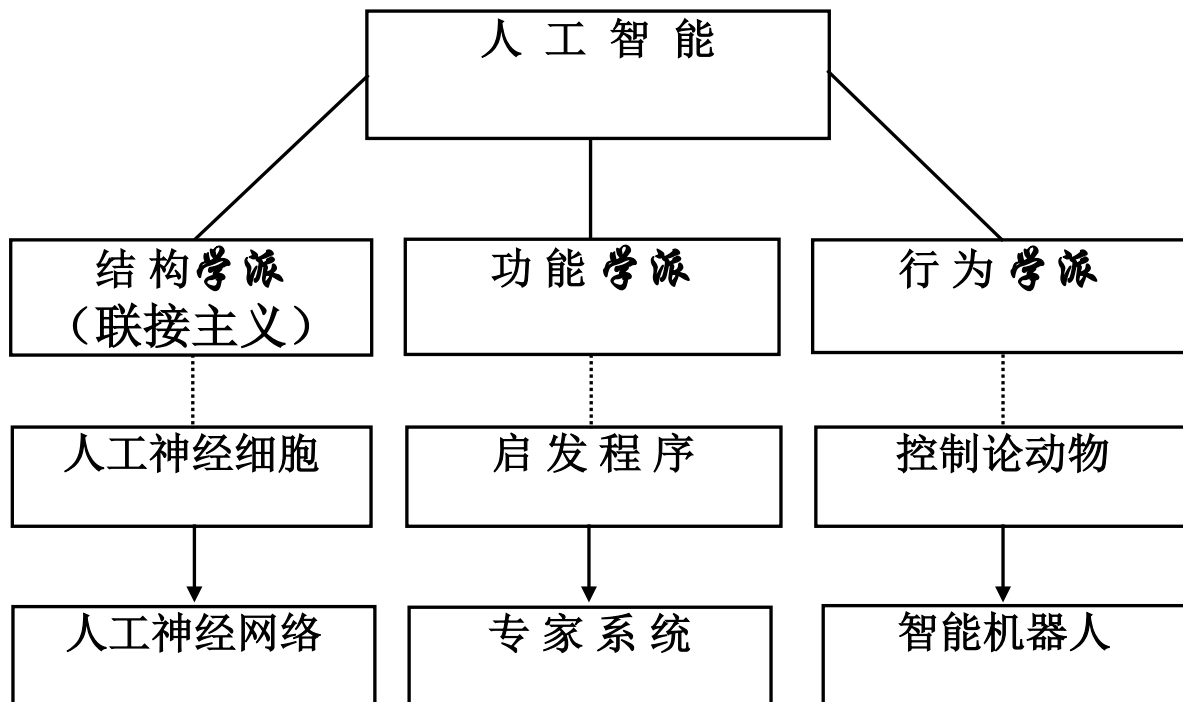 人工智能
结构学派
（联接主义）
功能学派
行为学派
人工神经细胞
启发程序
控制论动物
人工神经网络
专家系统
智能机器人